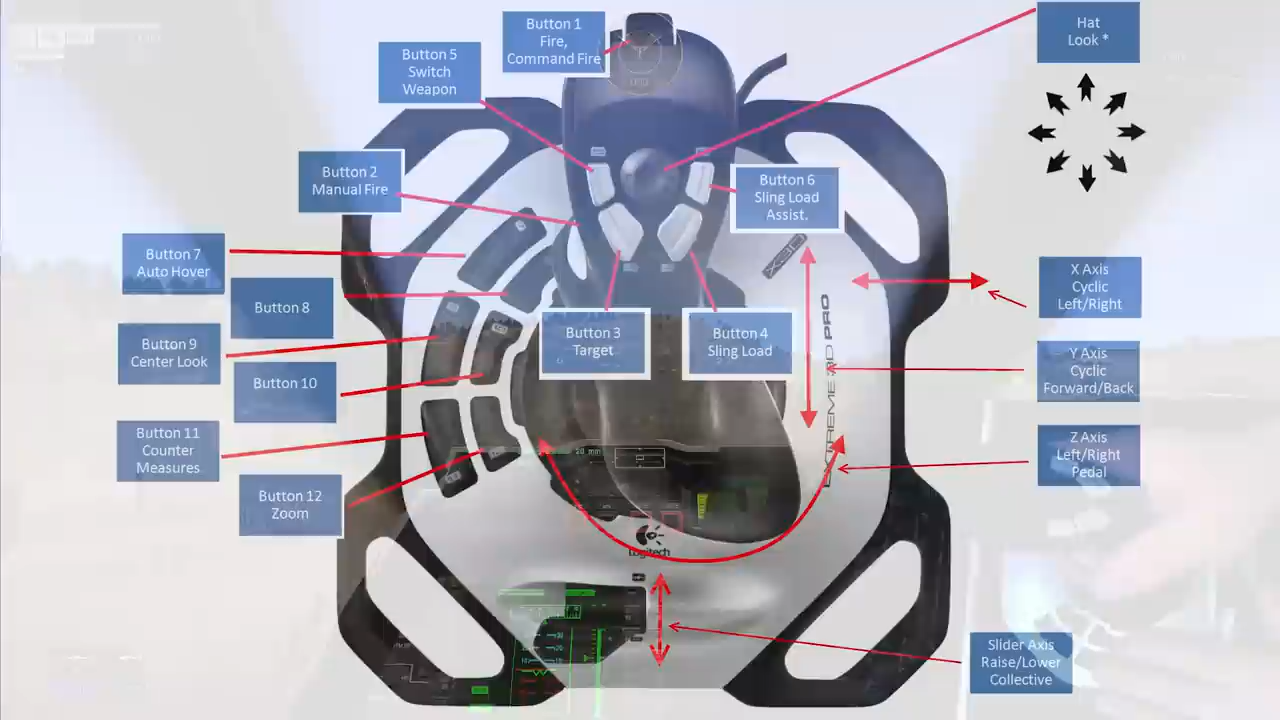 Button 1
Fire,
Command Fire
Hat
Look *
Button 5
Switch
Weapon
Button 2
Manual Fire
Button 6
Sling Load
Assist.
Button 7
Auto Hover
Button 8
X Axis
Cyclic
Left/Right
Button 9
Center Look
Button 3
Target
Button 4
Sling Load
Button 10
Y Axis
Cyclic
Forward/Back
X3D
EXTREME 3D PRO
Button 11
Counter
Measures
Z Axis
Left/Right
Pedal
Button 12
Zoom
20 mm
Logitech
Slider Axis
Raise/Lower
Collective